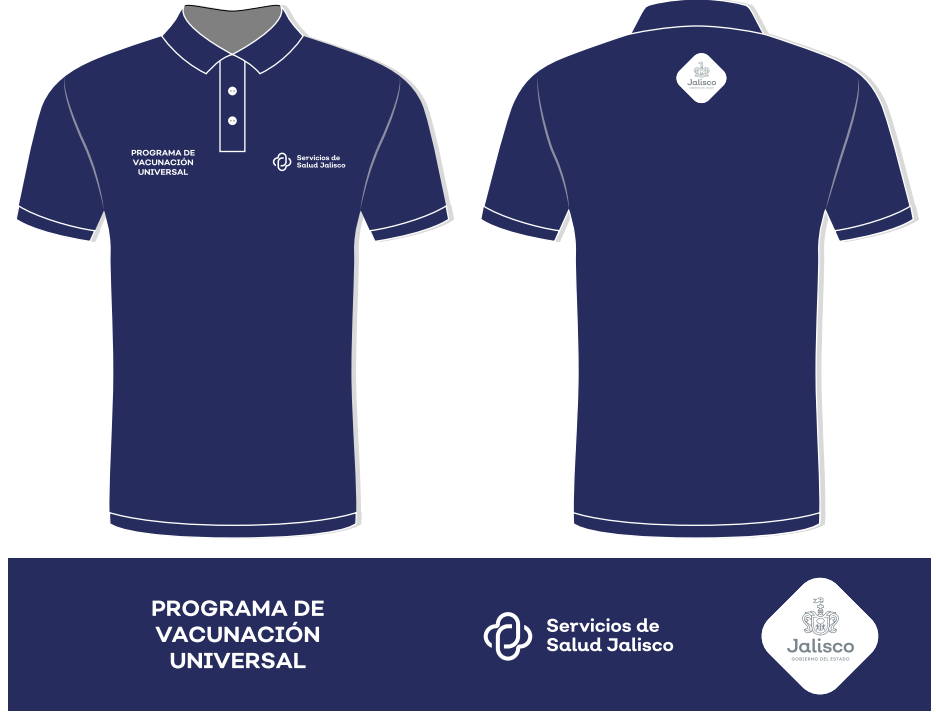 Jalisco
PROGRAMA DE
VACUNACIÓN
UNIVERSAL
Servicios de
Salud Jalisco
PROGRAMA DE
VACUNACIÓN
UNIVERSAL
Servicios de
Salud Jalisco
Jalisco
GOBIERNO DEL ESTADO